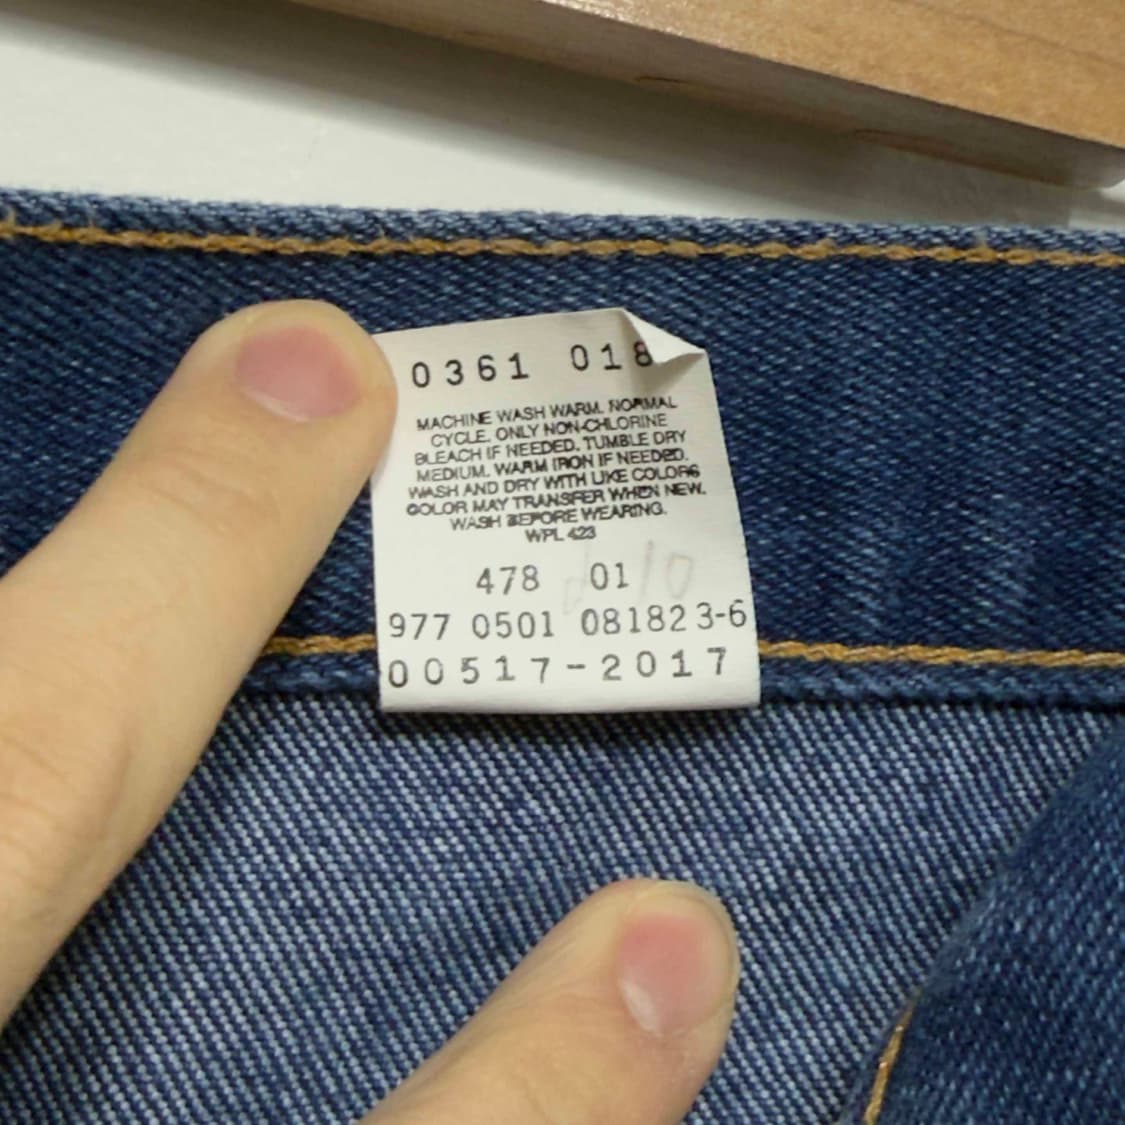 0361 018
MACHINE WASH WARM. NORMAL
CYCLE. ONLY NON-CHLORINE
BLEACH IF NEEDED. TUMBLE DRY
MEDIUM. WARM IRON IF NEEDED.
WASH AND DRY WITH LIKE COLORS
COLOR MAY TRANSFER WHEN NEW.
WASH BEFORE WEARING.
WPL 423
478 01 10
977 0501 081823-6
00517-2017